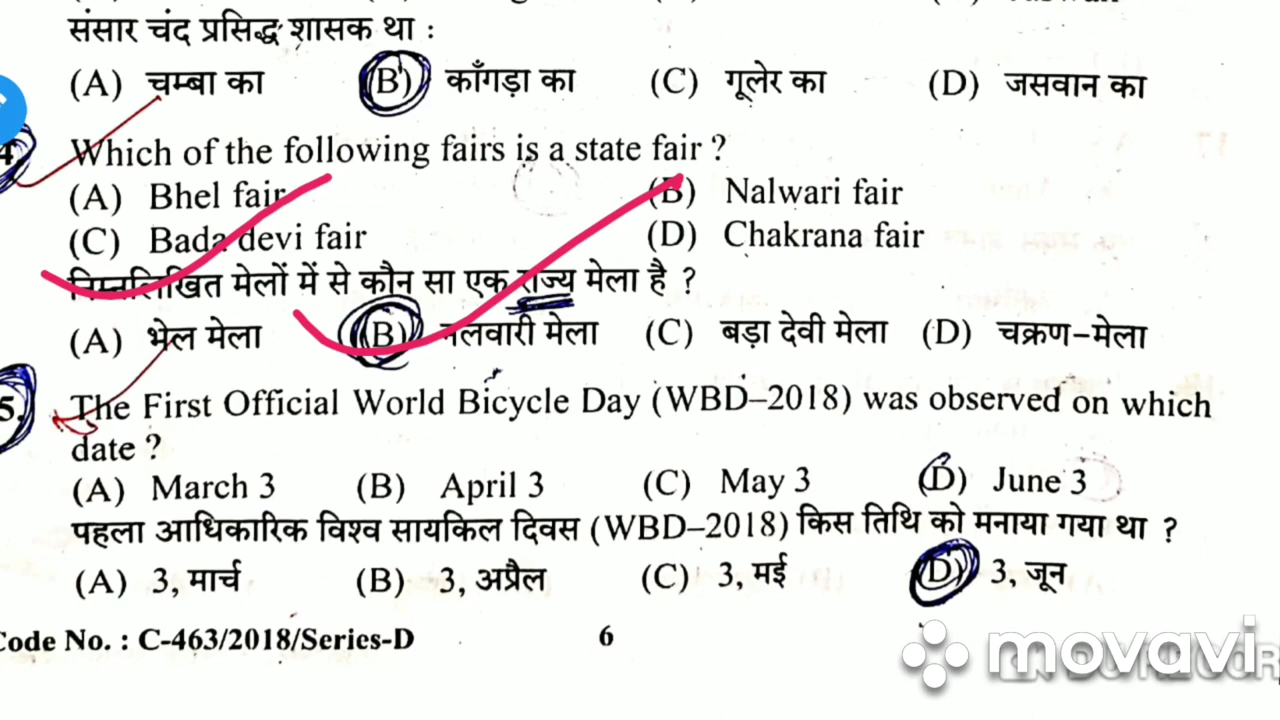 संसार चंद प्रसिद्ध शासक था :
(A) चम्बा का (B) काँगड़ा का (C) गूलेर का (D) जसवान का
4. Which of the following fairs is a state fair ?
(A) Bhel fair (B) Nalwari fair
(C) Bada devi fair (D) Chakrana fair
निम्नलिखित मेलों में से कौन सा एक राज्य मेला है ?
(A) भेल मेला (B) नलवारी मेला (C) बड़ा देवी मेला (D) चक्रण-मेला
5. The First Official World Bicycle Day (WBD–2018) was observed on which
date ?
(A) March 3 (B) April 3 (C) May 3 (D) June 3
पहला आधिकारिक विश्व सायकिल दिवस (WBD–2018) किस तिथि को मनाया गया था ?
(A) 3, मार्च (B) 3, अप्रैल (C) 3, मई (D) 3, जून
Code No. : C-463/2018/Series-D 6
movavi